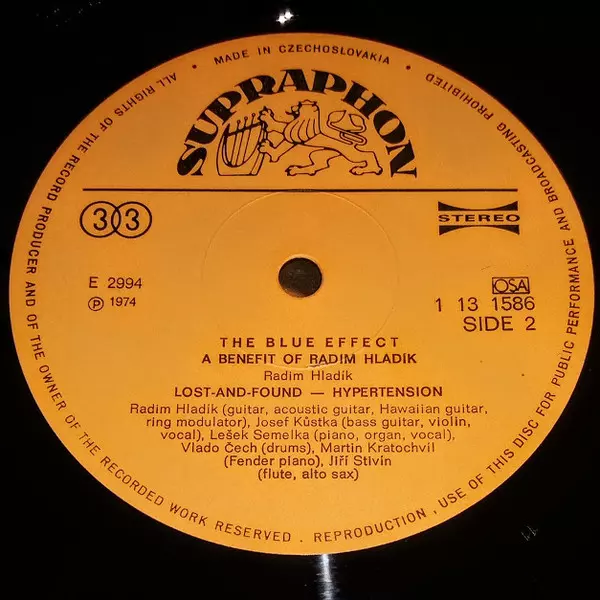 MADE IN CZECHOSLOVAKIA
ALL RIGHTS OF THE RECORD PRODUCER AND OF THE OWNER OF THE RECORDED WORK RESERVED . REPRODUCTION , USE OF THIS DISC FOR PUBLIC PERFORMANCE AND BROADCASTING PROHIBITED
SUPRAPHON
33
STEREO
E 2994
Ⓟ 1974
OSA
1 13 1586
SIDE 2
THE BLUE EFFECT
A BENEFIT OF RADIM HLADÍK
Radim Hladík
LOST-AND-FOUND — HYPERTENSION
Radim Hladík (guitar, acoustic guitar, Hawaiian guitar,
ring modulator), Josef Kůstka (bass guitar, violin,
vocal), Lešek Semelka (piano, organ, vocal),
Vlado Čech (drums), Martin Kratochvíl
(Fender piano), Jiří Stivín
(flute, alto sax)